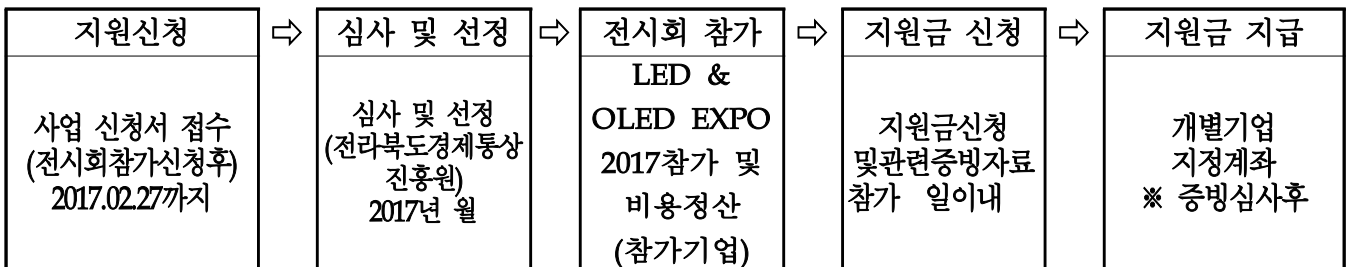 지원신청
사업 신청서 접수
(전시회참가신청후)
2017.02.27까지
⇨
심사 및 선정
심사 및 선정
(전라북도경제통상
진흥원)
2017년 월
⇨
전시회 참가
LED &
OLED EXPO
2017참가 및
비용정산
(참가기업)
⇨
지원금 신청
지원금신청
및관련증빙자료
참가 일이내
⇨
지원금 지급
개별기업
지정계좌
※ 증빙심사후